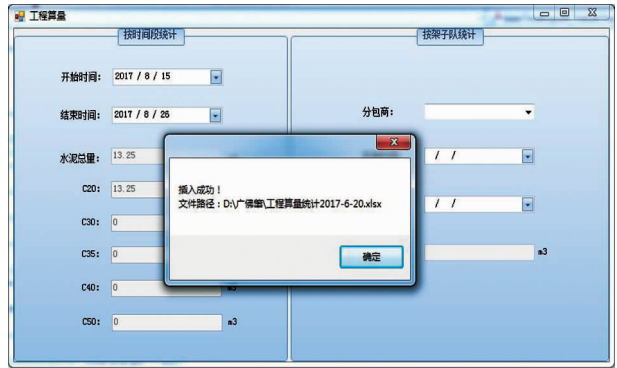 工程算量
按时间段统计
按架子队统计
开始时间: 2017 / 8 / 15
结束时间: 2017 / 8 / 26
分包商:
水泥总量: 13.25
/ /
C20: 13.25
/ /
C30: 0
C35: 0
m3
C40: 0
m3
C50: 0 m3
插入成功！
文件路径：D:\广佛肇\工程算量统计2017-6-20.xlsx
确定